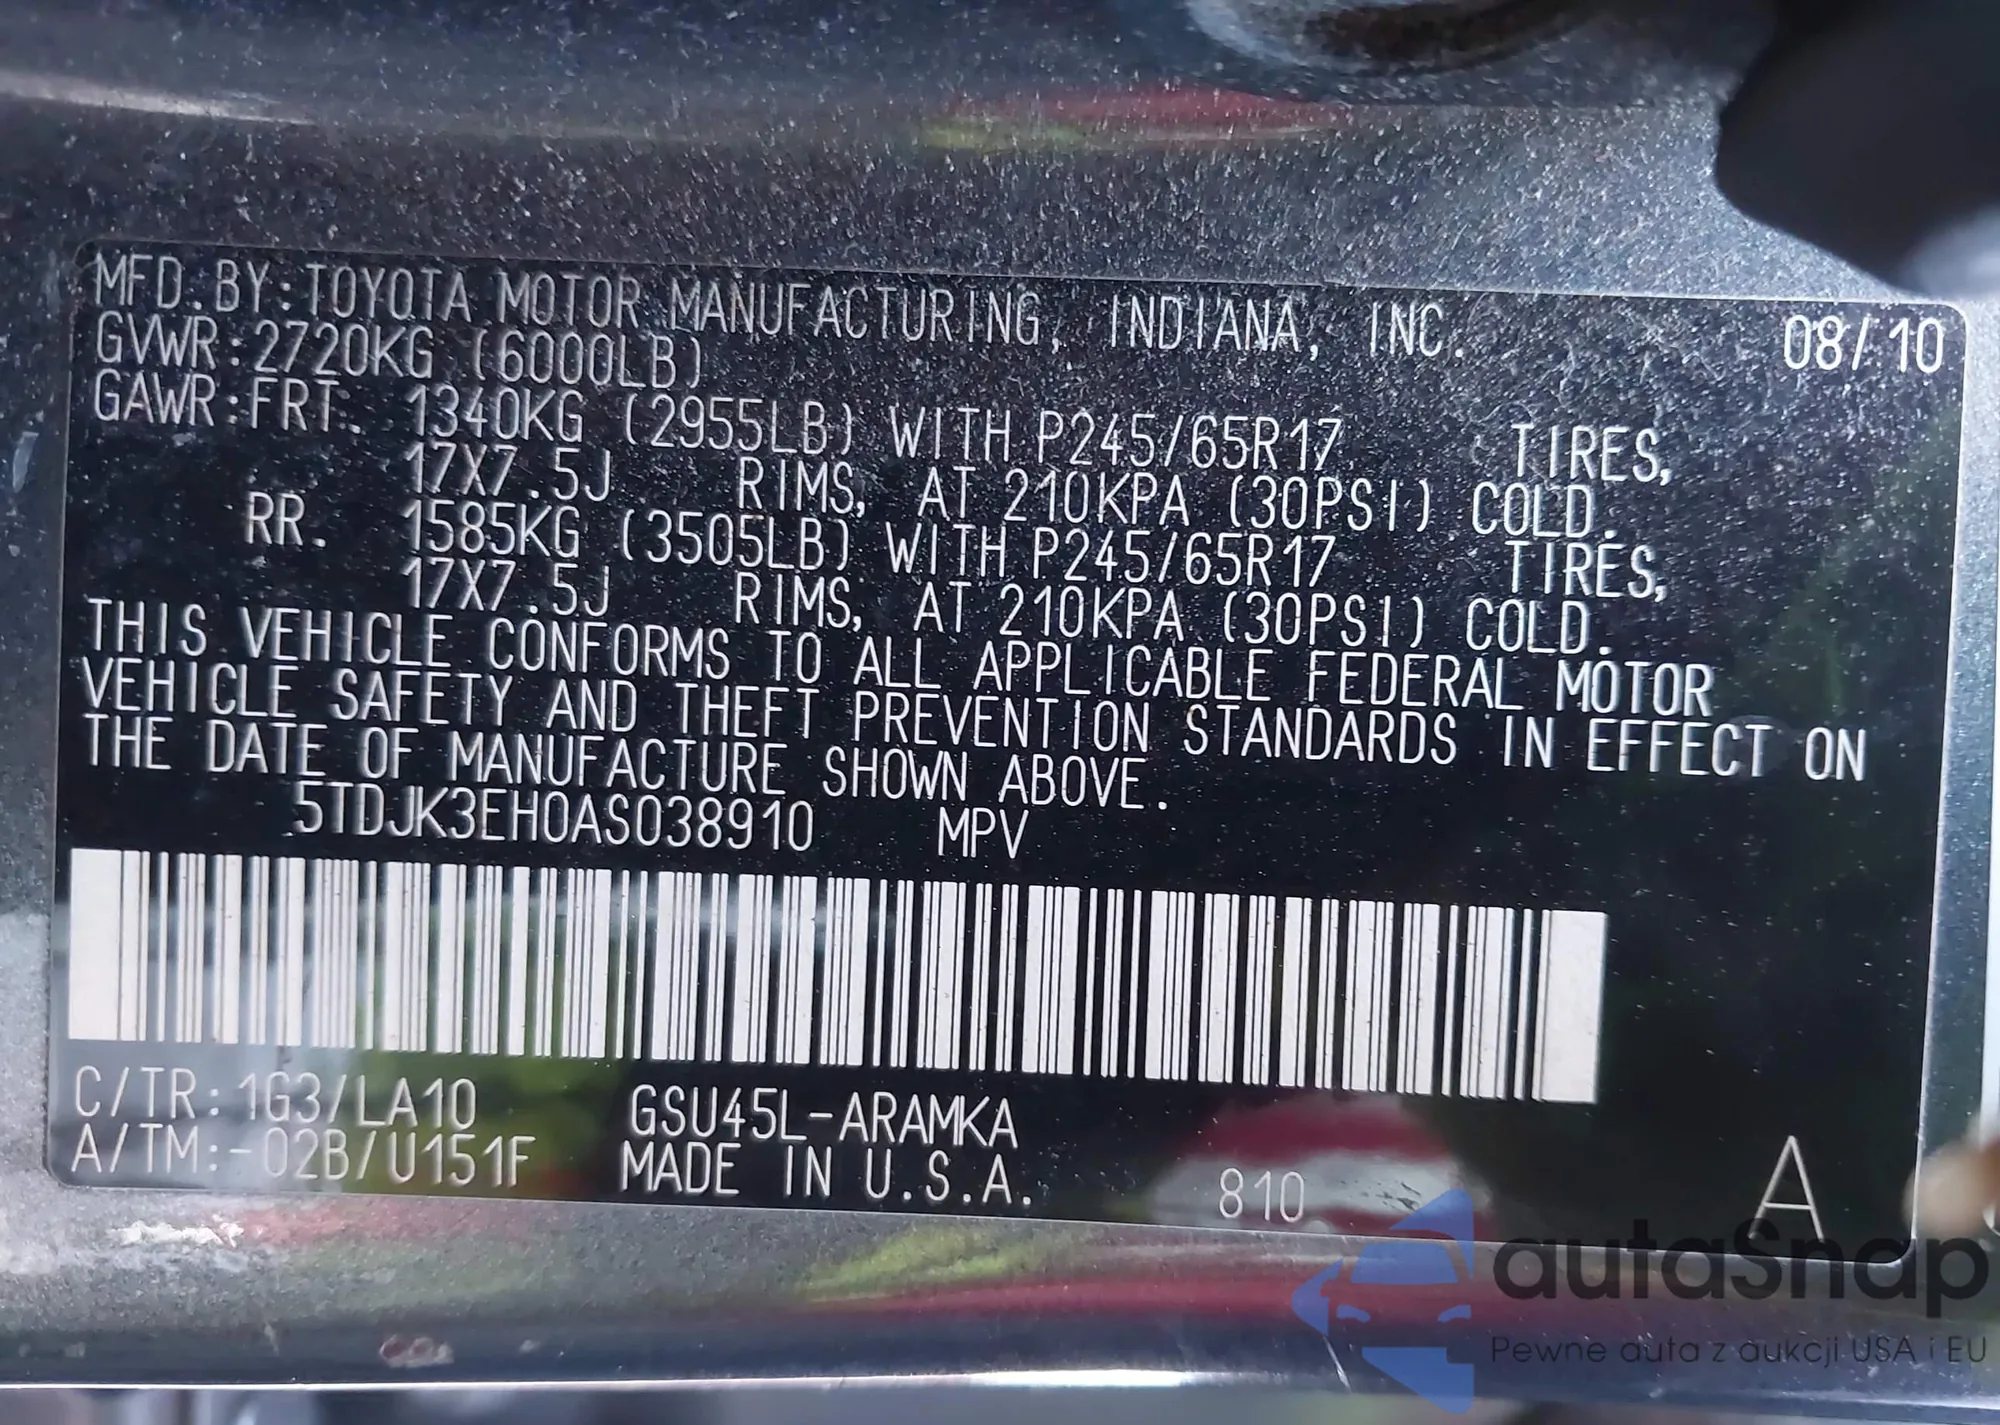 MFD. BY: TOYOTA MOTOR MANUFACTURING, INDIANA, INC. 08/10
GVWR: 2720KG (6000LB)
GAWR: FRT. 1340KG (2955LB) WITH P245/65R17 TIRES,
17X7.5J RIMS, AT 210KPA (30PSI) COLD.
RR. 1585KG (3505LB) WITH P245/65R17 TIRES,
17X7.5J RIMS, AT 210KPA (30PSI) COLD.
THIS VEHICLE CONFORMS TO ALL APPLICABLE FEDERAL MOTOR
VEHICLE SAFETY AND THEFT PREVENTION STANDARDS IN EFFECT ON
THE DATE OF MANUFACTURE SHOWN ABOVE.
5TDJK3EH0AS038910 MPV
C/TR: 1G3/LA10 GSU45L-ARAMKA
A/TM:-02B/U151F MADE IN U.S.A. 810 A
autaSnap
Pewne auta z aukcji USA i EU